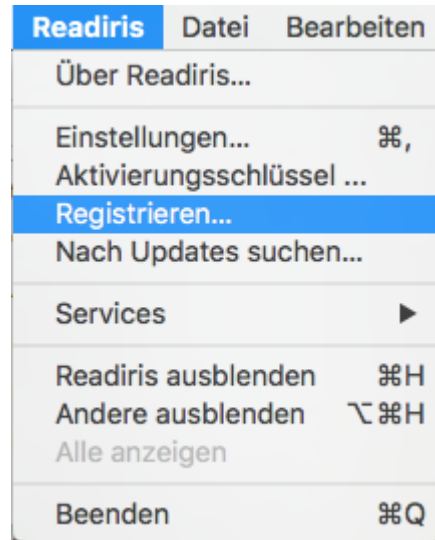 Readiris Datei Bearbeiten
Über Readiris...
Einstellungen... ⌘,
Aktivierungsschlüssel ...
Registrieren...
Nach Updates suchen...
Services ▶
Readiris ausblenden ⌘H
Andere ausblenden ⌥⌘H
Alle anzeigen
Beenden ⌘Q